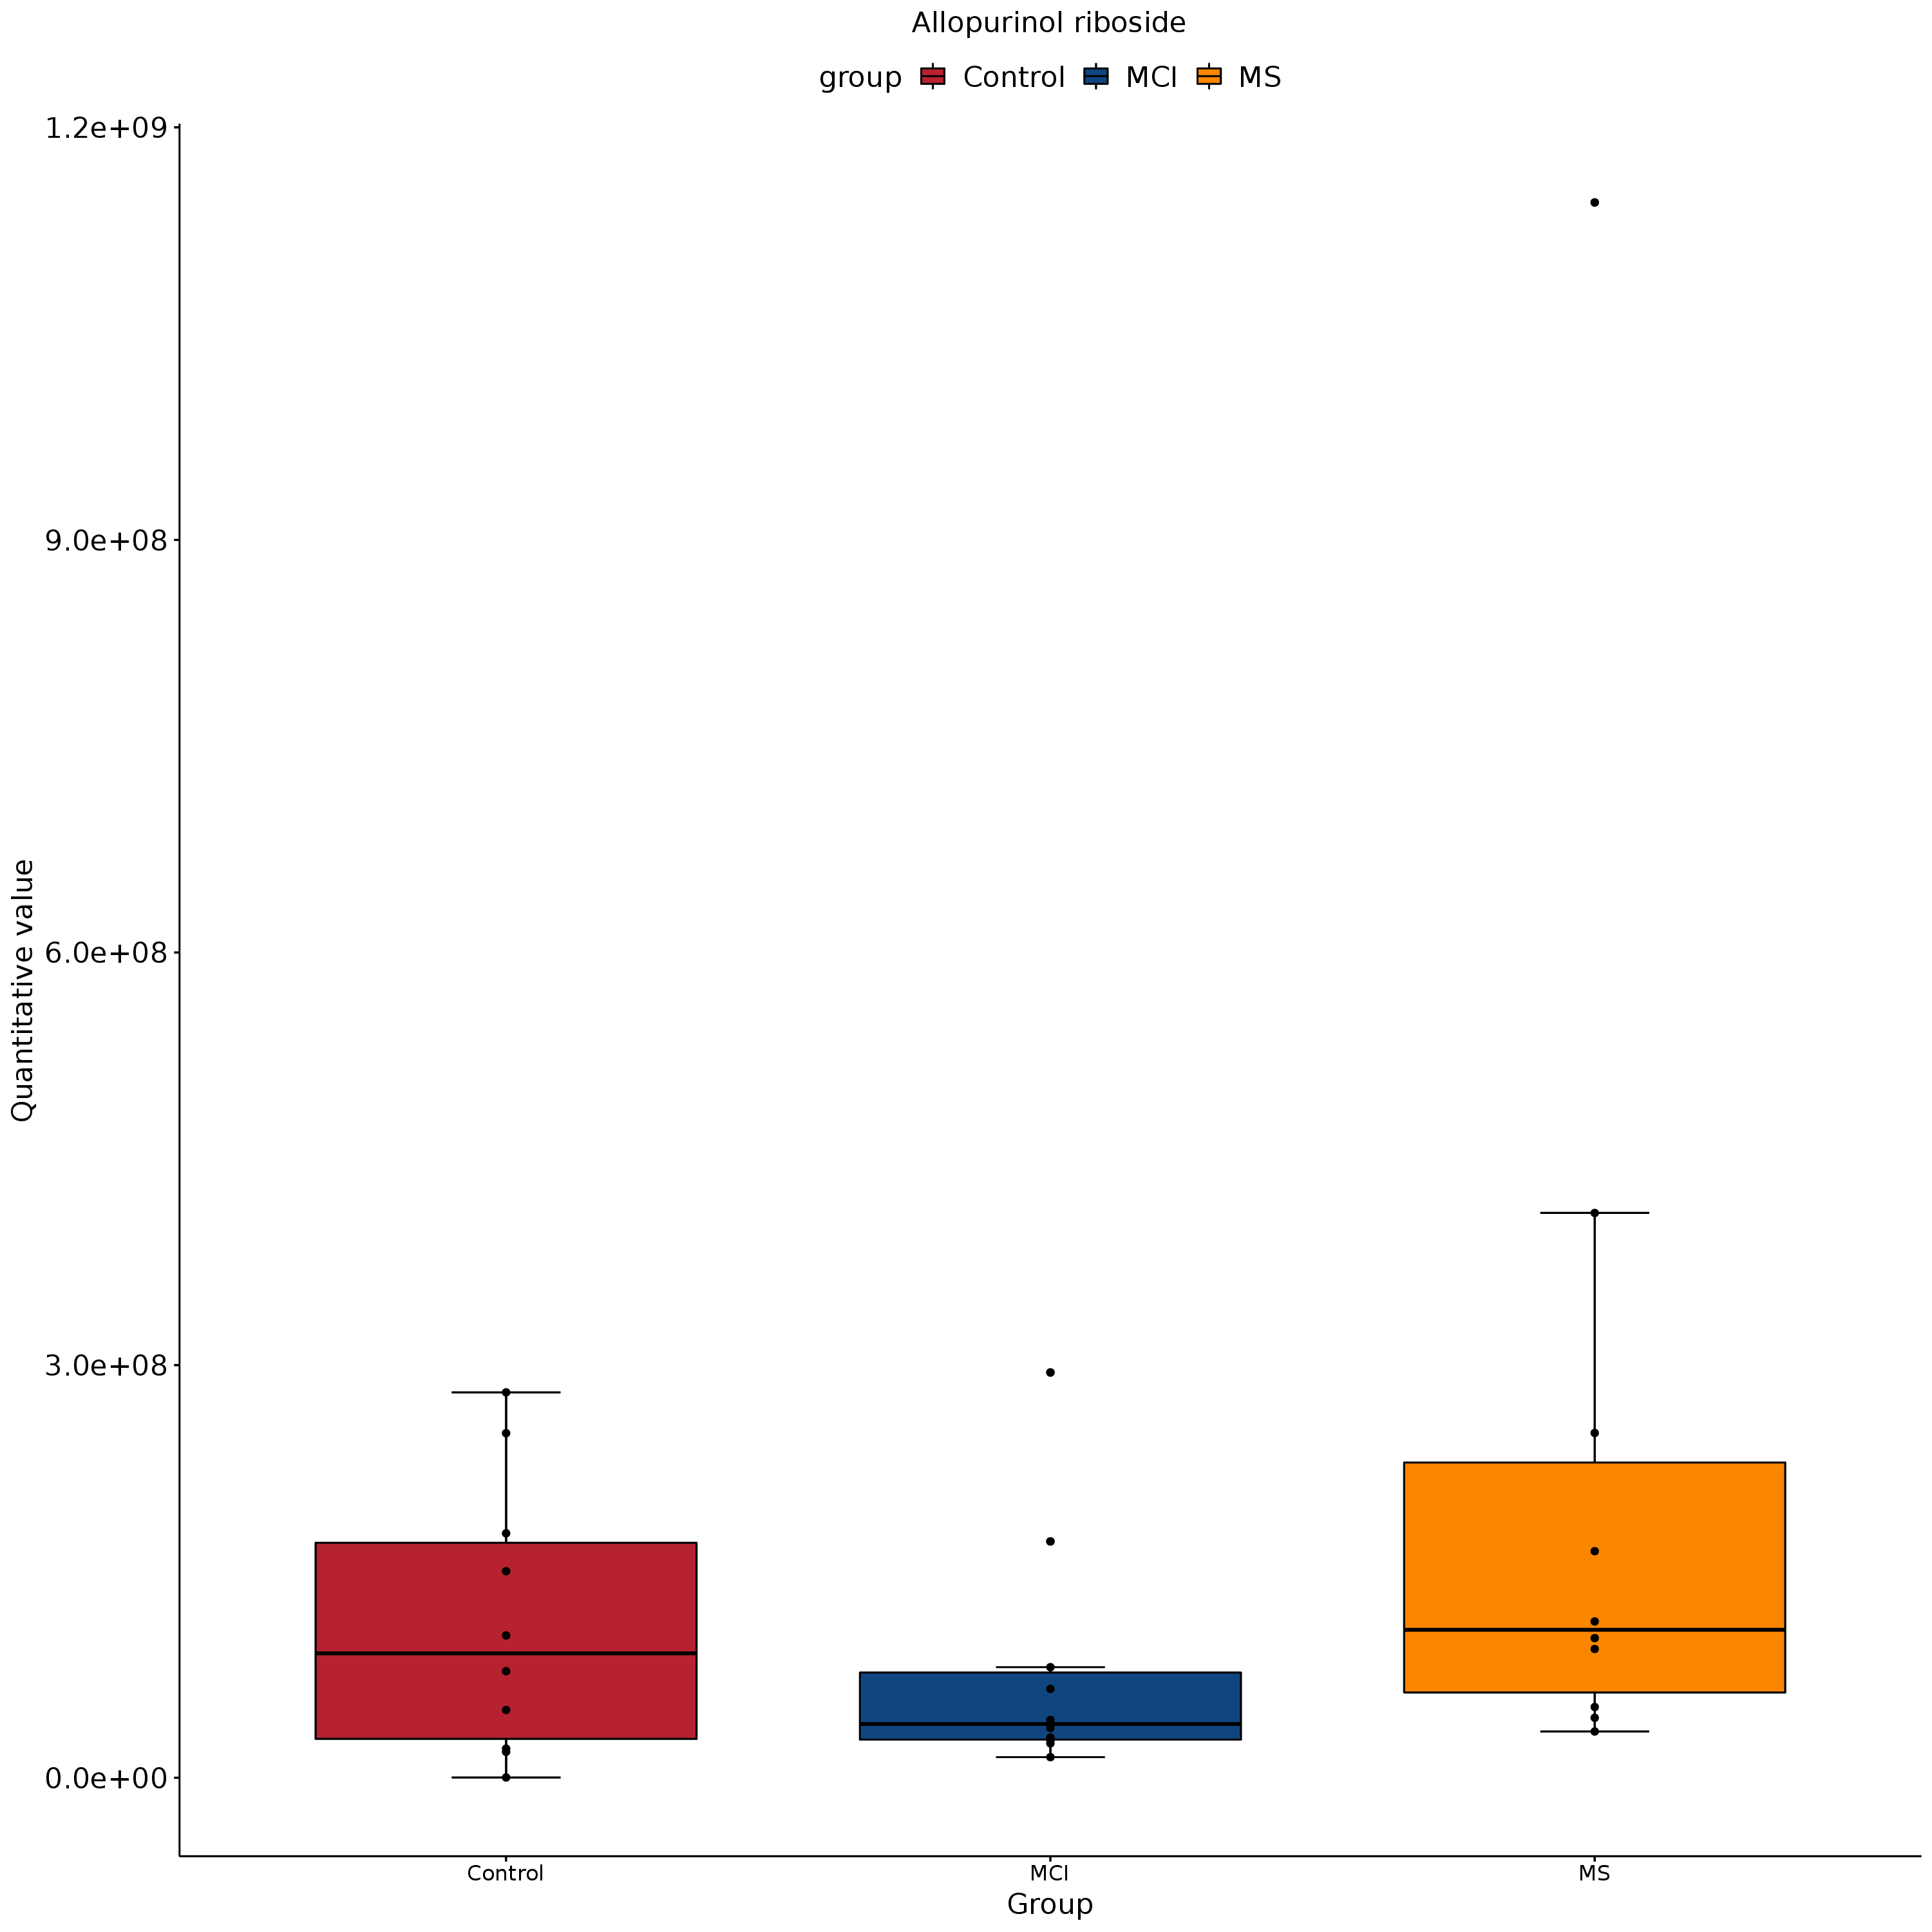 Allopurinol riboside
group Control MCI MS
1.2e+09
9.0e+08
6.0e+08
3.0e+08
0.0e+00
Quantitative value
Control MCI MS
Group